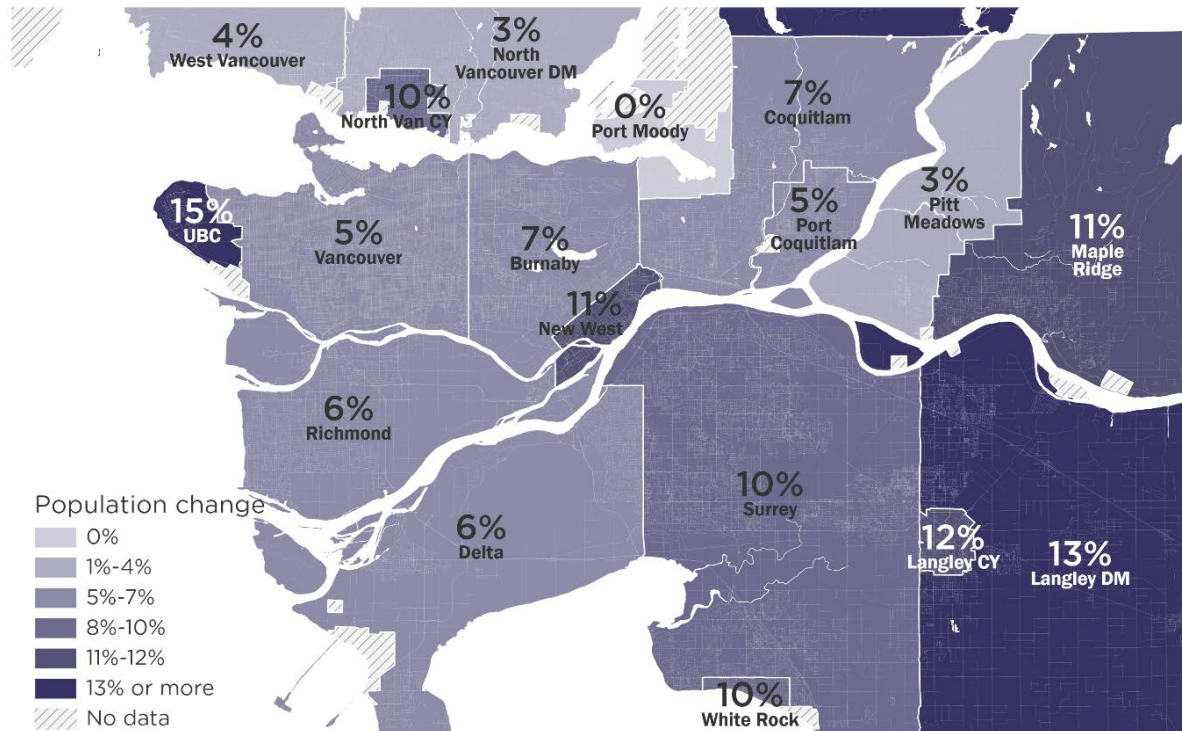 4%
West Vancouver
3%
North
Vancouver DM
10%
North Van CY
0%
Port Moody
7%
Coquitlam
15%
UBC
5%
Vancouver
7%
Burnaby
5%
Port
Coquitlam
3%
Pitt
Meadows
11%
Maple
Ridge
11%
New West
6%
Richmond
6%
Delta
10%
Surrey
12%
Langley CY
13%
Langley DM
10%
White Rock
Population change
0%
1%-4%
5%-7%
8%-10%
11%-12%
13% or more
No data